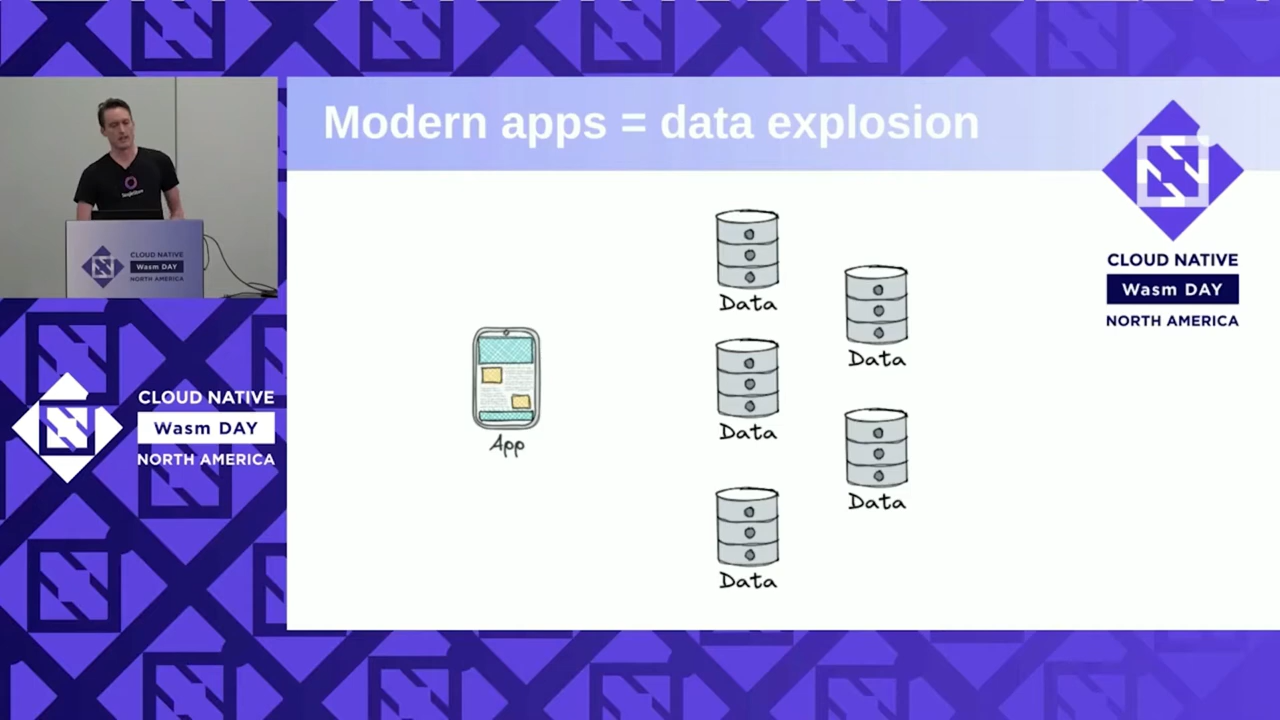 Modern apps = data explosion
CLOUD NATIVE
Wasm DAY
NORTH AMERICA
Data
Data
Data
Data
Data
App
CLOUD NATIVE
Wasm DAY
NORTH AMERICA
CLOUD NATIVE
Wasm DAY
NORTH AMERICA